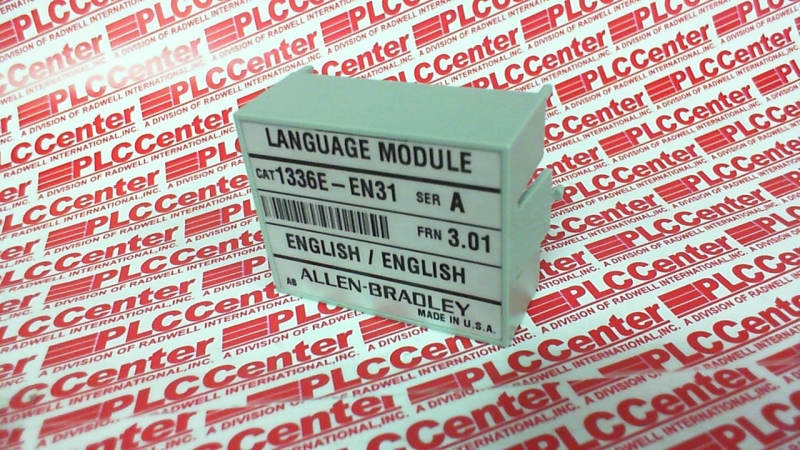 LANGUAGE MODULE
CAT 1336E-EN31 SER A
FRN 3.01
ENGLISH / ENGLISH
AB ALLEN-BRADLEY
MADE IN U.S.A.
PLCCenter
A DIVISION OF RADWELL INTERNATIONAL, INC.